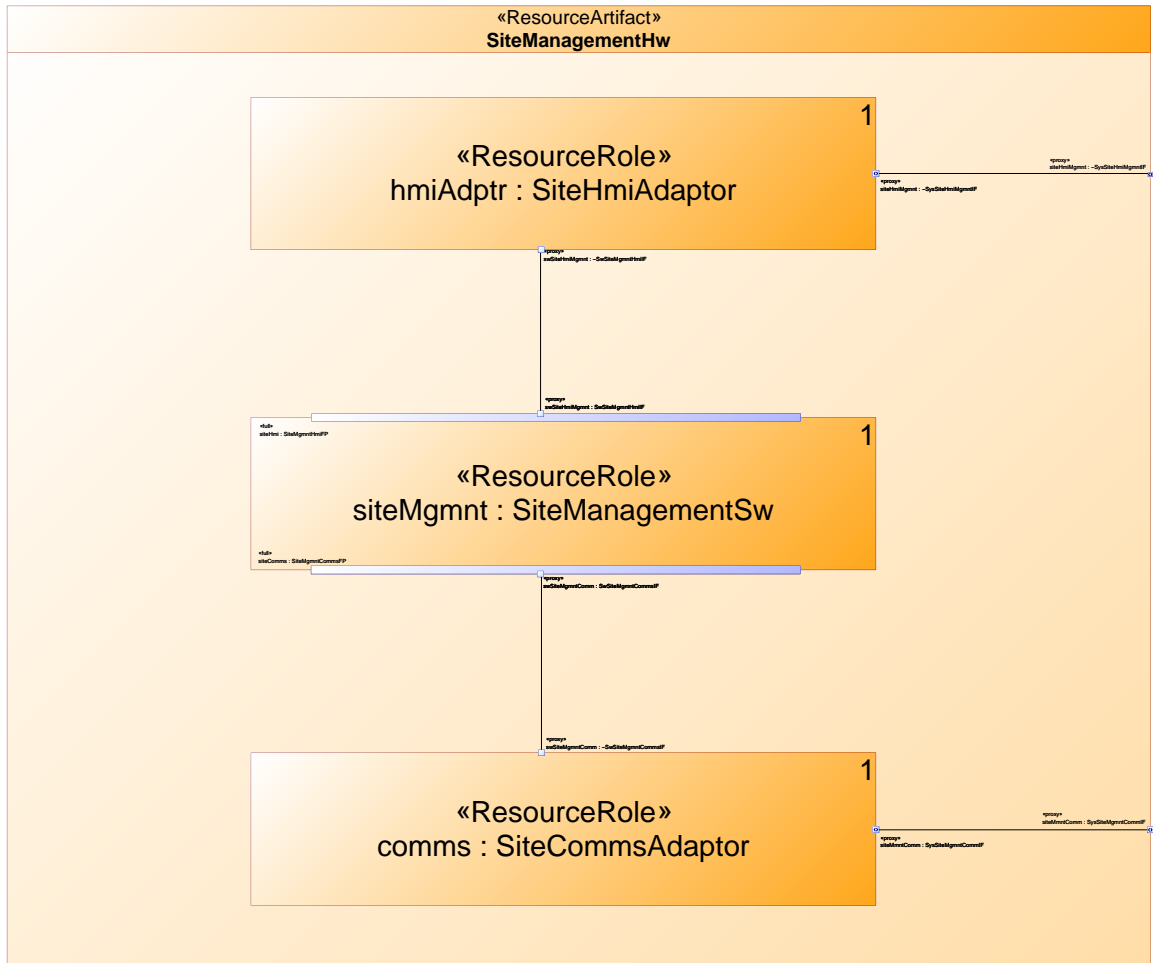 «ResourceArtifact»
SiteManagementHw
1
«ResourceRole»
hmiAdptr : SiteHmiAdaptor
«proxy»
siteHmiMgmnt : ~SysSiteHmiMgmntIF
«proxy»
siteHmiMgmnt : ~SysSiteHmiMgmntIF
«proxy»
swSiteHmiMgmnt : ~SwSiteMgmntHmiIF
«proxy»
swSiteHmiMgmnt : SwSiteMgmntHmiIF
«full»
siteHmi : SiteMgmntHmiFP
1
«ResourceRole»
siteMgmnt : SiteManagementSw
«full»
siteComms : SiteMgmntCommsFP
«proxy»
swSiteMgmntComm : SwSiteMgmntCommsIF
«proxy»
swSiteMgmntComm : ~SwSiteMgmntCommsIF
1
«ResourceRole»
comms : SiteCommsAdaptor
«proxy»
siteMmntComm : SysSiteMgmntCommIF
«proxy»
siteMmntComm : SysSiteMgmntCommIF